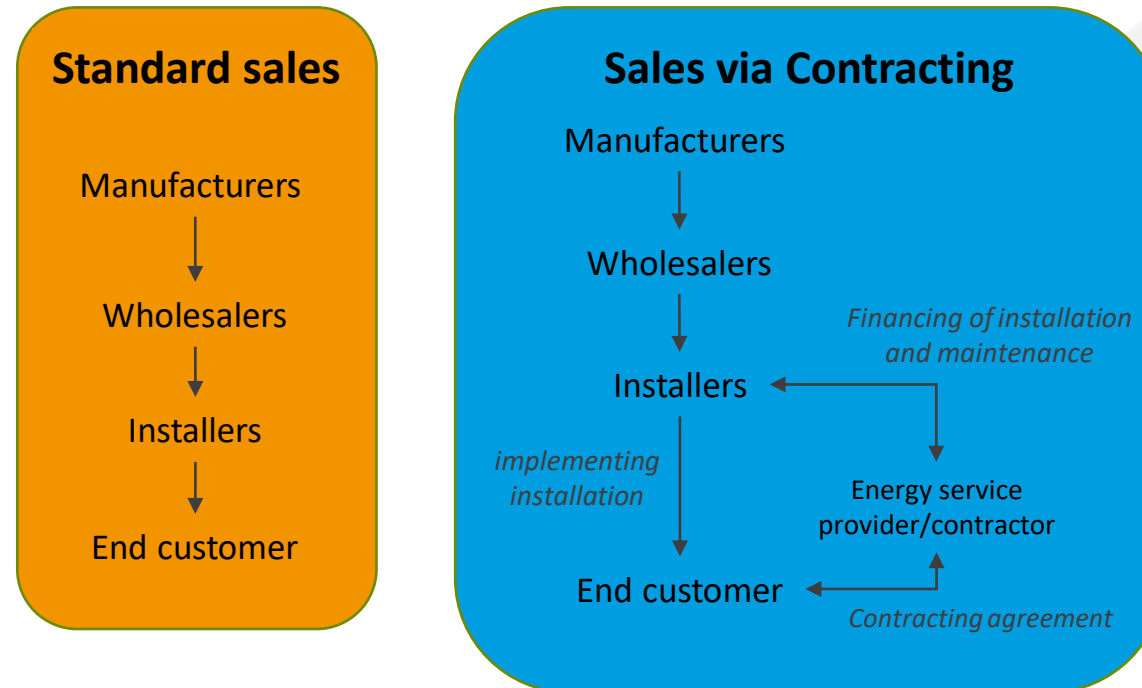 Standard sales
Manufacturers
Wholesalers
Installers
End customer
Sales via Contracting
Manufacturers
Wholesalers
Financing of installation
and maintenance
Installers
implementing
installation
Energy service
provider/contractor
End customer
Contracting agreement